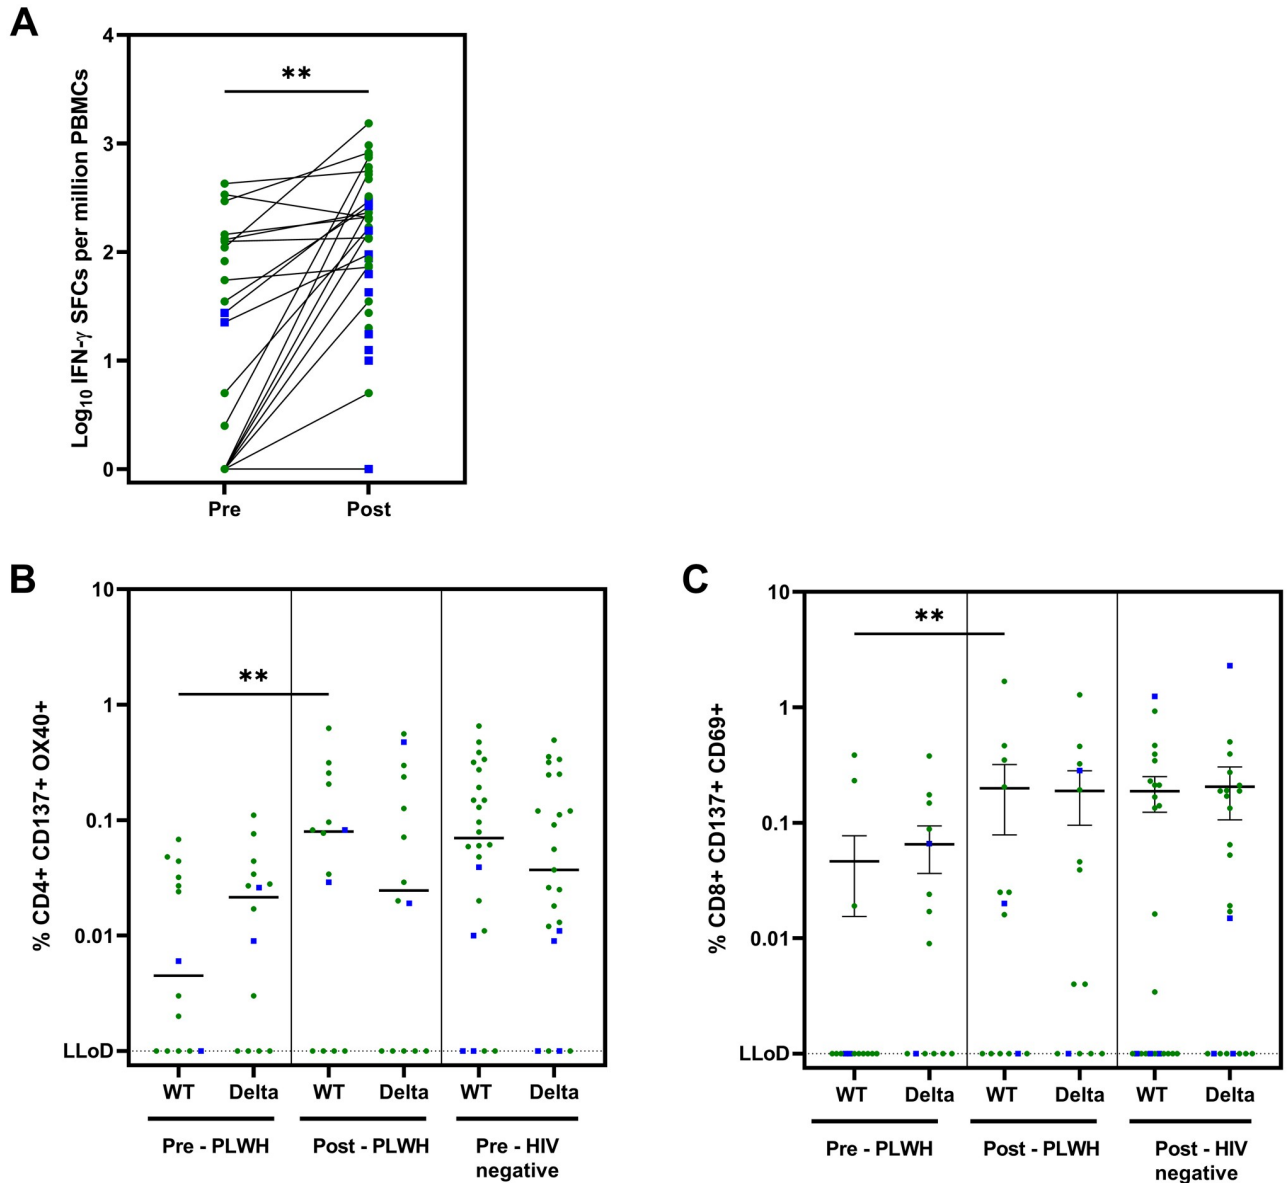 A
4
3
2
1
0
Log10 IFN-γ SFCs per million PBMCs
**
Pre
Post
B
10
1
0.1
0.01
LLoD
% CD4+ CD137+ OX40+
**
WT
Delta
WT
Delta
WT
Delta
Pre - PLWH
Post - PLWH
Pre - HIV
negative
C
10
1
0.1
0.01
LLoD
% CD8+ CD137+ CD69+
**
WT
Delta
WT
Delta
WT
Delta
Pre - PLWH
Post - PLWH
Post - HIV
negative